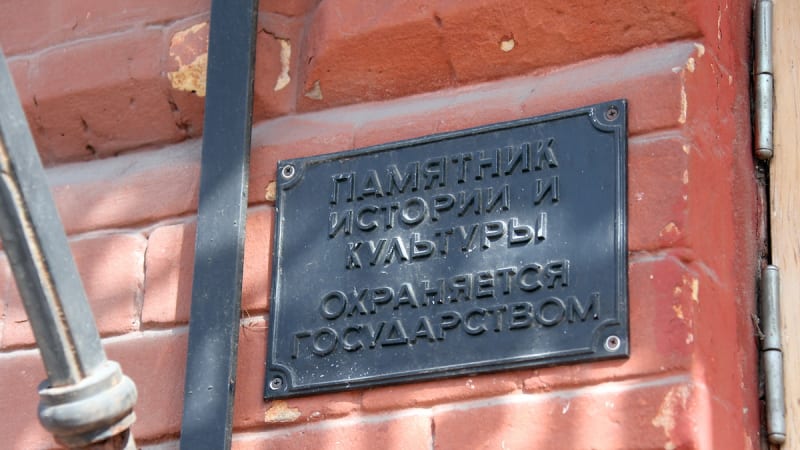 ПАМЯТНИК
ИСТОРИИ И
КУЛЬТУРЫ
ОХРАНЯЕТСЯ
ГОСУДАРСТВОМ